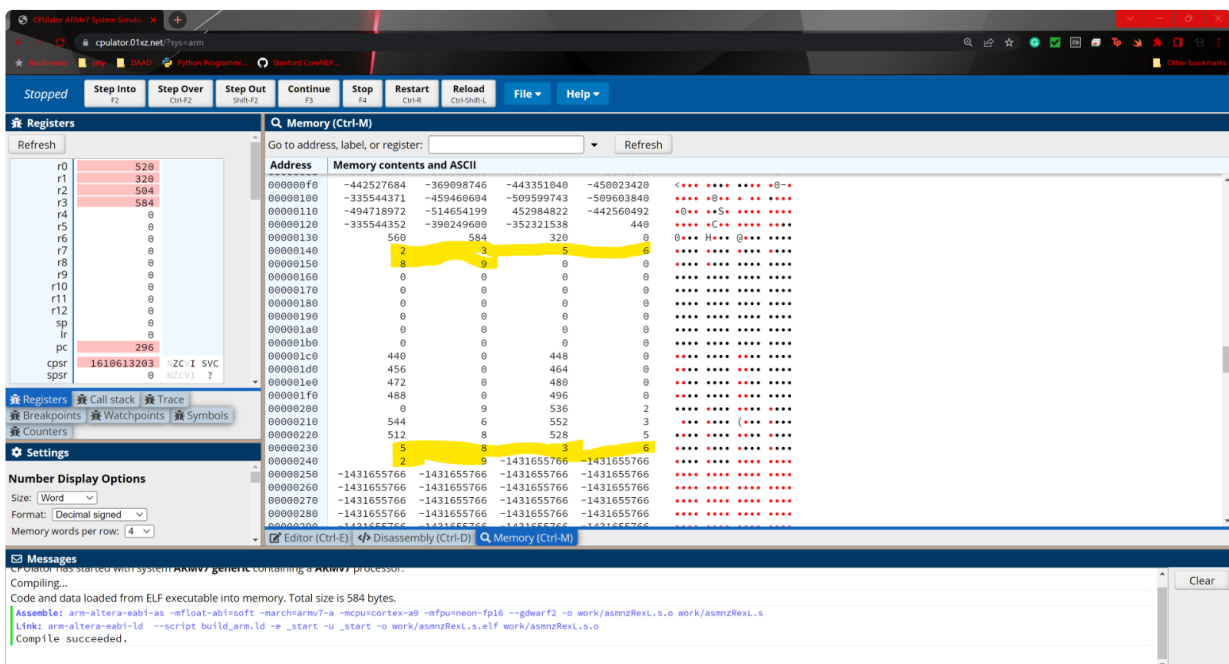 CPUlator ARMv7 System Simulat
cpulator.01xz.net/?sys=arm
Bookmarks phy DAAD Python Programmi... Stanford CoreNLP... Other bookmarks
Stopped Step Into F2 Step Over Ctrl-F2 Step Out Shift-F2 Continue F3 Stop F4 Restart Ctrl-R Reload Ctrl-Shift-L File Help
Registers
Refresh
r0 520
r1 320
r2 504
r3 584
r4 0
r5 0
r6 0
r7 0
r8 0
r9 0
r10 0
r11 0
r12 0
sp 0
lr 0
pc 296
cpsr 1610613203 NZCVI SVC
spsr 0 NZCVI ?
Registers Call stack Trace
Breakpoints Watchpoints Symbols
Counters
Settings
Number Display Options
Size: Word
Format: Decimal signed
Memory words per row: 4
Memory (Ctrl-M)
Go to address, label, or register: Refresh
Address Memory contents and ASCII
000000f0 -442527684 -369098746 -443351040 -450023420
00000100 -335544371 -459460604 -509599743 -509603840
00000110 -494718972 -514654199 452984822 -442560492
00000120 -335544352 -390249600 -352321538 440
00000130 560 584 320 0
00000140 2 3 5 6
00000150 8 9 0 0
00000160 0 0 0 0
00000170 0 0 0 0
00000180 0 0 0 0
00000190 0 0 0 0
000001a0 0 0 0 0
000001b0 0 0 0 0
000001c0 440 0 448 0
000001d0 456 0 464 0
000001e0 472 0 480 0
000001f0 488 0 496 0
00000200 0 9 536 2
00000210 544 6 552 3
00000220 512 8 528 5
00000230 5 8 3 6
00000240 2 9 -1431655766 -1431655766
00000250 -1431655766 -1431655766 -1431655766 -1431655766
00000260 -1431655766 -1431655766 -1431655766 -1431655766
00000270 -1431655766 -1431655766 -1431655766 -1431655766
00000280 -1431655766 -1431655766 -1431655766 -1431655766
Editor (Ctrl-E) Disassembly (Ctrl-D) Memory (Ctrl-M)
Messages
CPUlator has started with system ARMv7 generic containing a ARMv7 processor.
Compiling...
Code and data loaded from ELF executable into memory. Total size is 584 bytes.
Assemble: arm-altera-eabi-as -mfloat-abi=soft -march=armv7-a -mcpu=cortex-a9 -mfpu=neon-fp16 --gdwarf2 -o work/asmnzRexL.s.o work/asmnzRexL.s
Link: arm-altera-eabi-ld --script build_arm.ld -e _start -u _start -o work/asmnzRexL.s.elf work/asmnzRexL.s.o
Compile succeeded.
Clear